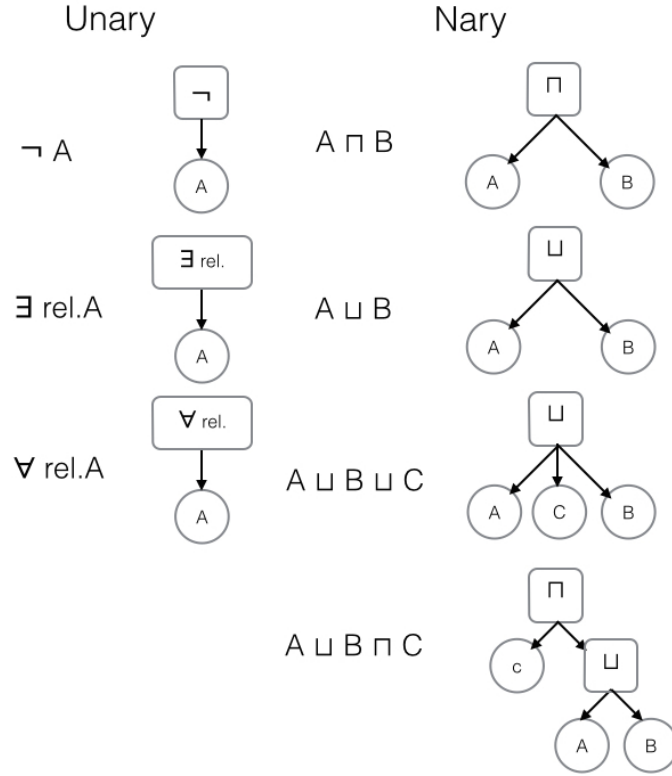 Unary
Nary
¬ A
¬
A
A ⊓ B
⊓
A
B
∃ rel.A
∃ rel.
A
A ⊔ B
⊔
A
B
∀ rel.A
∀ rel.
A
A ⊔ B ⊔ C
⊔
A
C
B
A ⊔ B ⊓ C
⊓
c
⊔
A
B